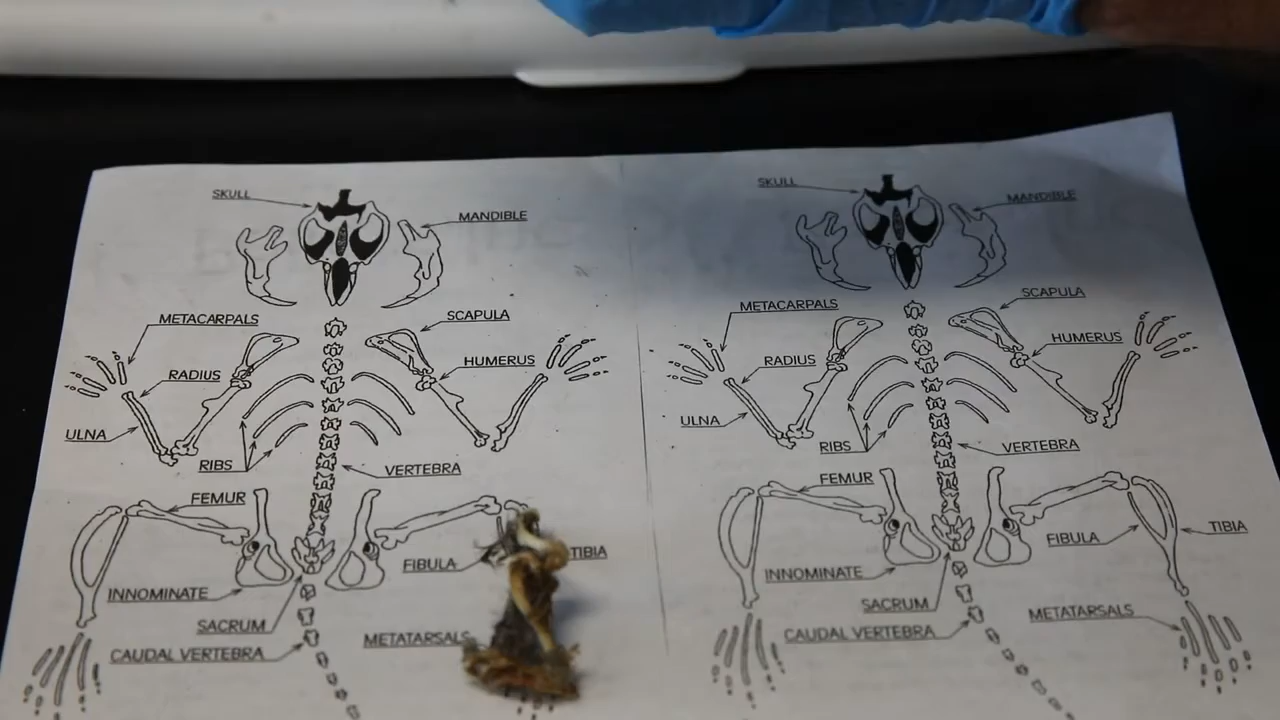 SKULL
MANDIBLE
METACARPALS
SCAPULA
RADIUS
HUMERUS
ULNA
RIBS
VERTEBRA
FEMUR
FIBULA
TIBIA
INNOMINATE
SACRUM
METATARSALS
CAUDAL VERTEBRA
SKULL
MANDIBLE
METACARPALS
SCAPULA
RADIUS
HUMERUS
ULNA
RIBS
VERTEBRA
FEMUR
FIBULA
TIBIA
INNOMINATE
SACRUM
METATARSALS
CAUDAL VERTEBRA